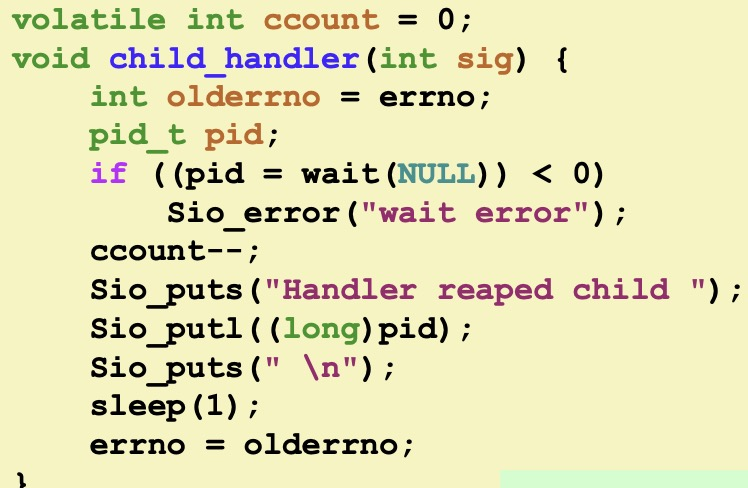 volatile int ccount = 0;
void child_handler(int sig) {
    int olderrno = errno;
    pid_t pid;
    if ((pid = wait(NULL)) < 0)
        Sio_error("wait error");
    ccount--;
    Sio_puts("Handler reaped child ");
    Sio_putl((long)pid);
    Sio_puts(" \n");
    sleep(1);
    errno = olderrno;
}